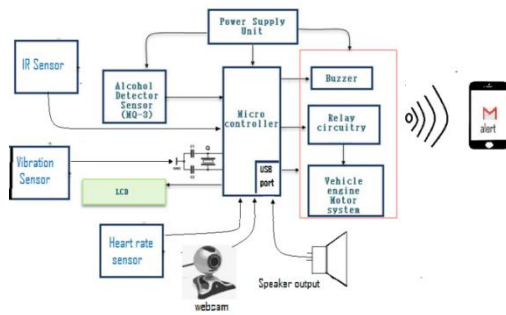 Power Supply
Unit
IR Sensor
Alcohol
Detector
Sensor
(MQ-3)
Micro
controller
Buzzer
Relay
circuitry
M
alert
Vibration
Sensor
Q
USB
port
Vehicle
engine
Motor
system
LCD
Heart rate
sensor
webcam
Speaker output